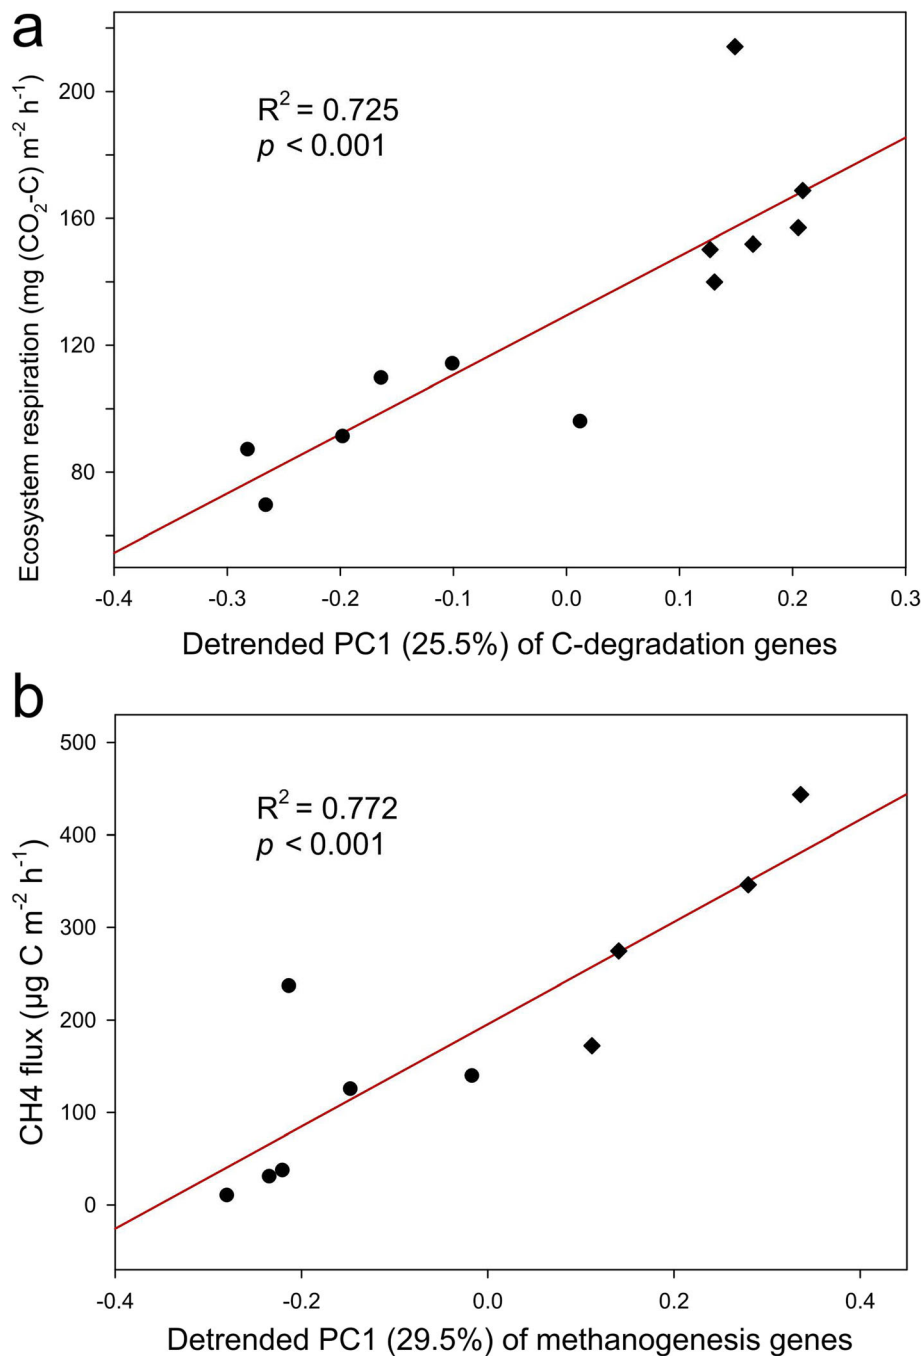 a
Ecosystem respiration (mg (CO₂-C) m⁻² h⁻¹)
R² = 0.725
p < 0.001
200
160
120
80
-0.4 -0.3 -0.2 -0.1 0.0 0.1 0.2 0.3
Detrended PC1 (25.5%) of C-degradation genes
b
CH4 flux (µg C m⁻² h⁻¹)
R² = 0.772
p < 0.001
500
400
300
200
100
0
-0.4 -0.2 0.0 0.2 0.4
Detrended PC1 (29.5%) of methanogenesis genes